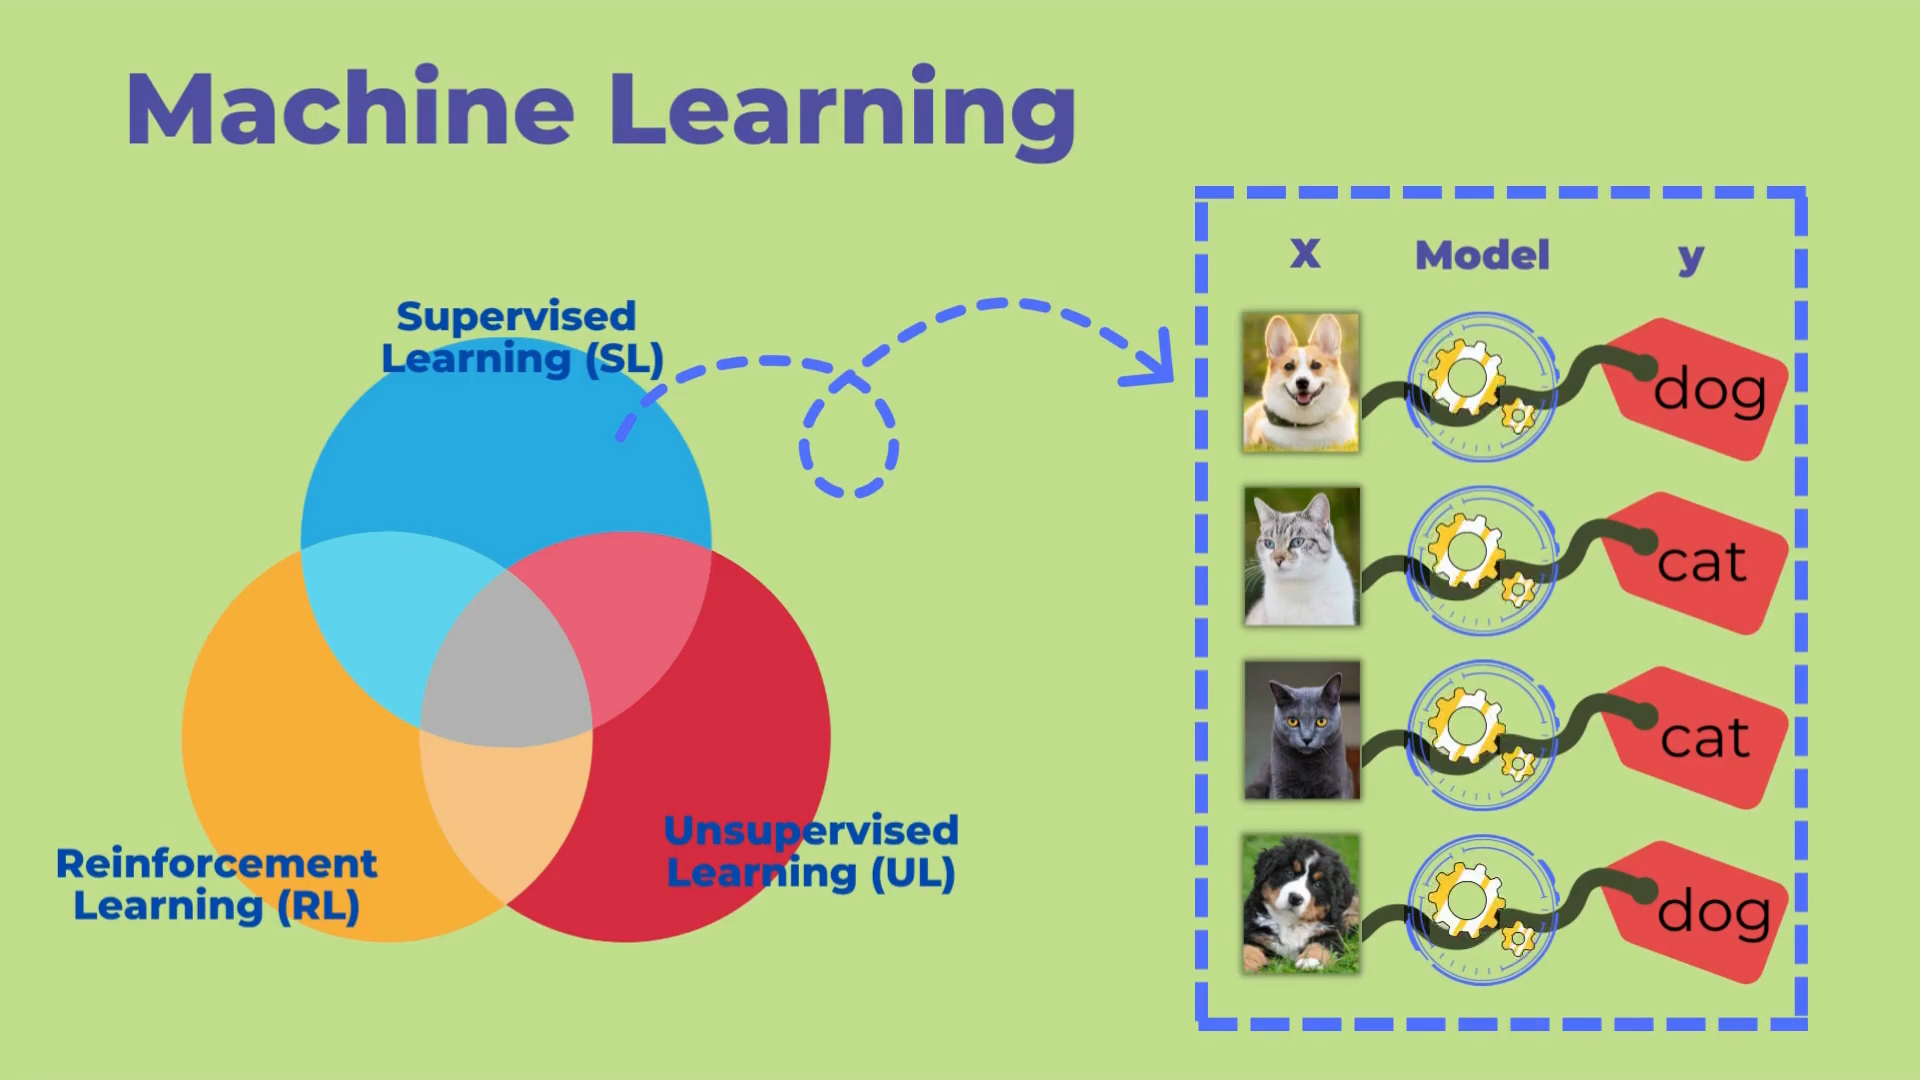 Machine Learning
Supervised
Learning (SL)
Reinforcement
Learning (RL)
Unsupervised
Learning (UL)
X Model y
dog
cat
cat
dog